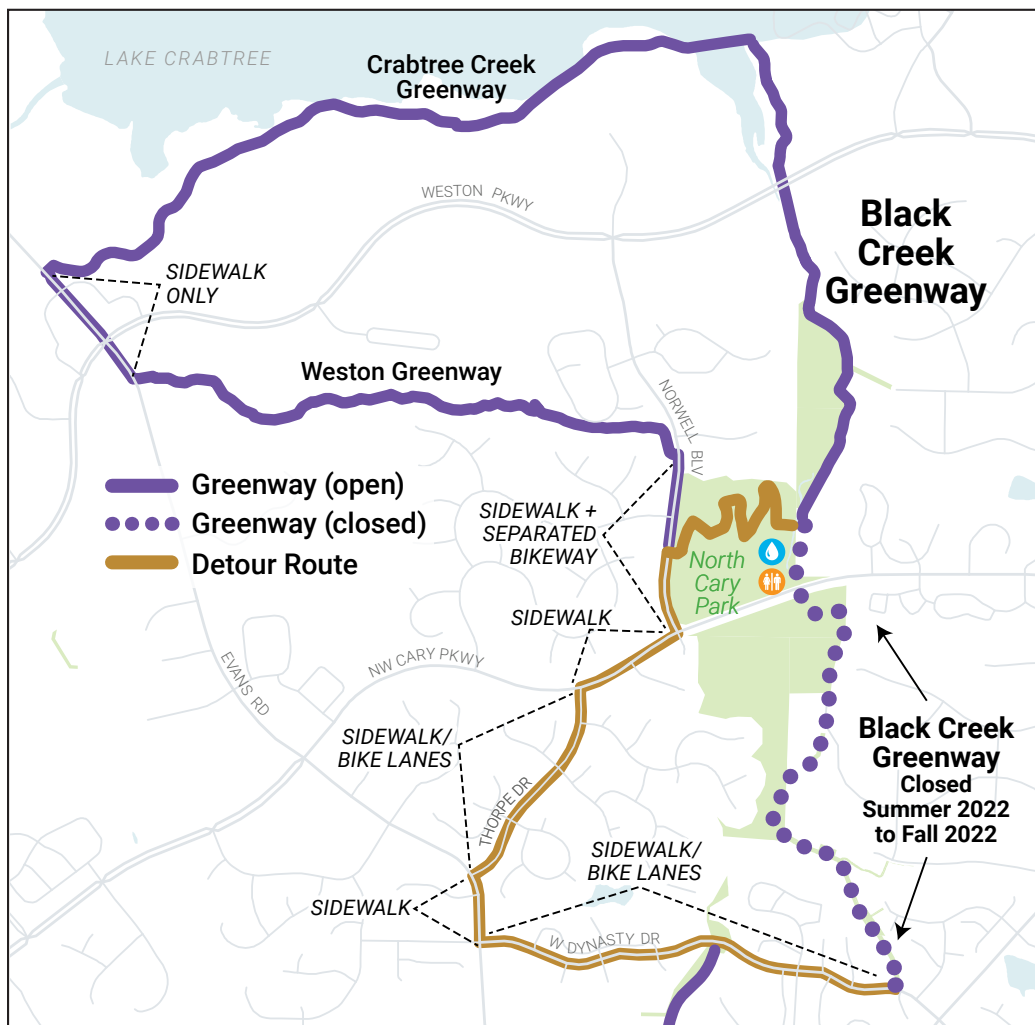 LAKE CRABTREE
Crabtree Creek
Greenway
WESTON PKWY
Black
Creek
Greenway
SIDEWALK
ONLY
Weston Greenway
NORWELL BLV
Greenway (open)
Greenway (closed)
Detour Route
SIDEWALK +
SEPARATED
BIKEWAY
North
Cary
Park
SIDEWALK
EVANS RD
NW CARY PKWY
SIDEWALK/
BIKE LANES
THORPE DR
Black Creek
Greenway
Closed
Summer 2022
to Fall 2022
SIDEWALK/
BIKE LANES
SIDEWALK
W DYNASTY DR